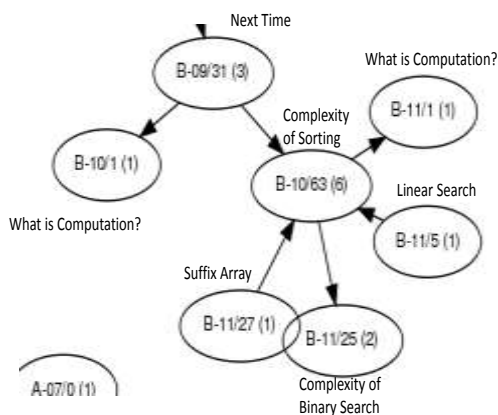 Next Time
B-09/31 (3)
What is Computation?
B-11/1 (1)
Complexity
of Sorting
B-10/1 (1)
B-10/63 (6)
What is Computation?
Linear Search
B-11/5 (1)
Suffix Array
B-11/27 (1)
B-11/25 (2)
A-07/0 (1)
Complexity of
Binary Search